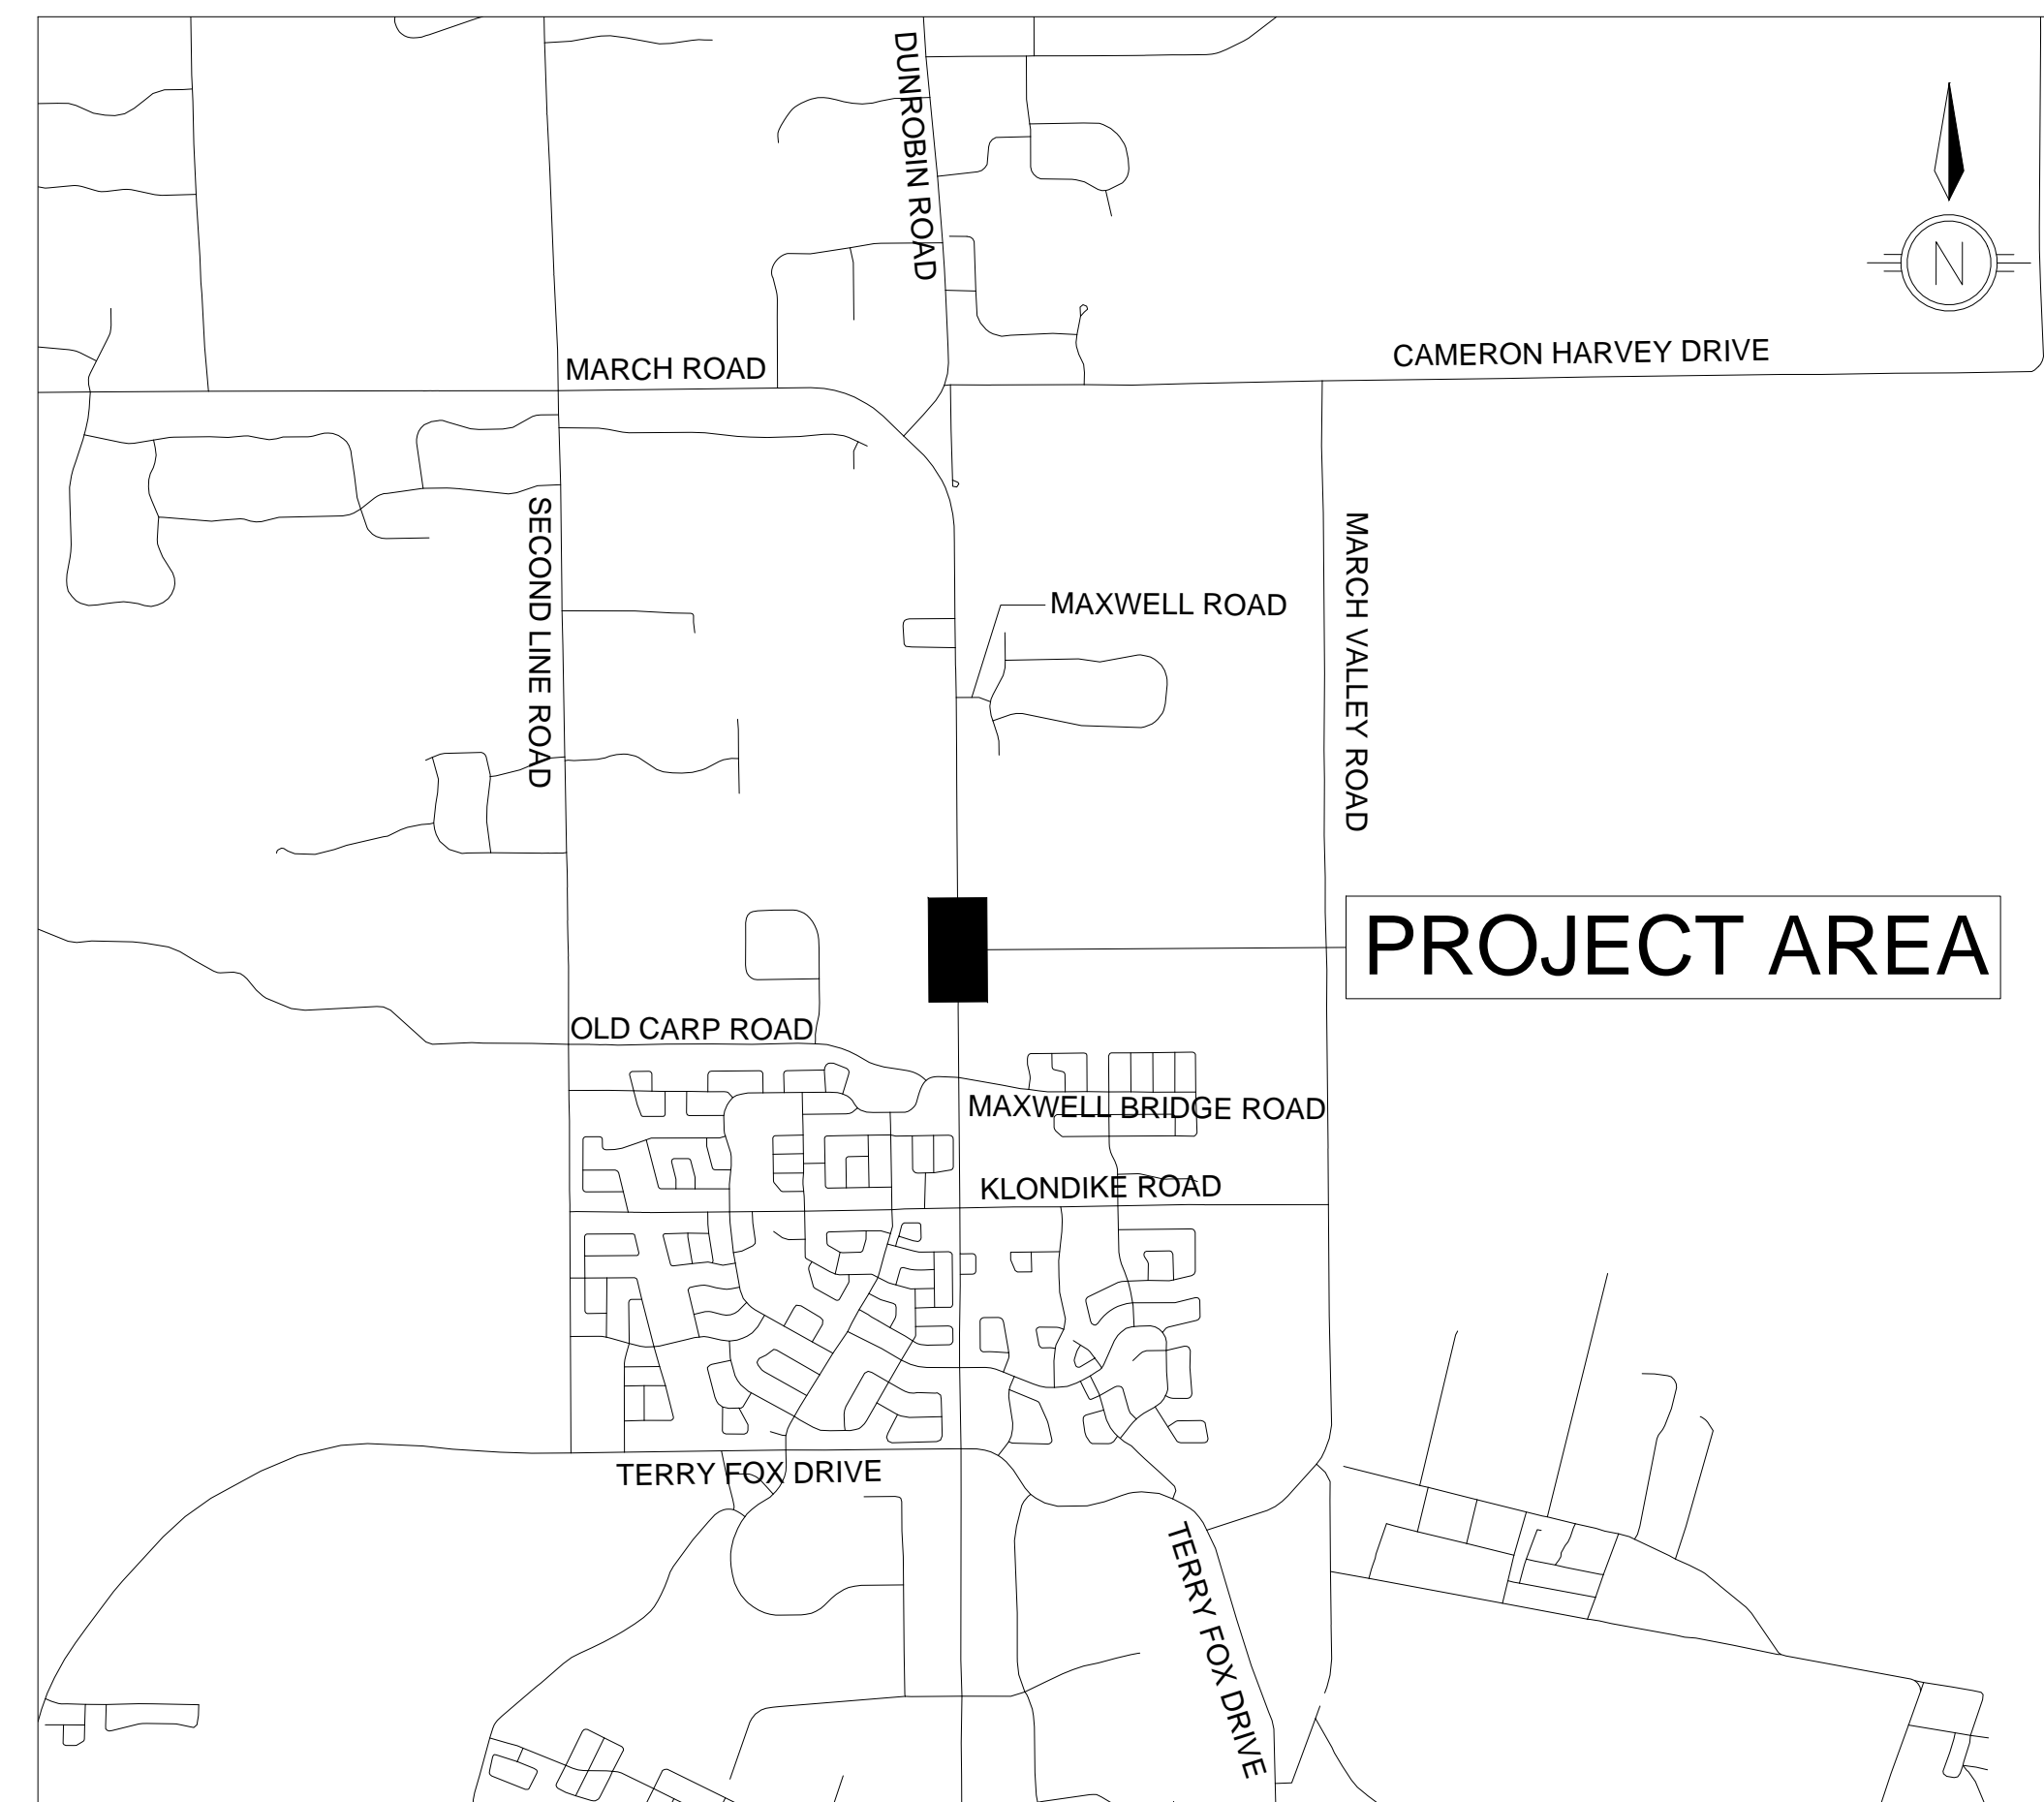 DUNROBIN ROAD
N
MARCH ROAD
CAMERON HARVEY DRIVE
SECOND LINE ROAD
MAXWELL ROAD
MARCH VALLEY ROAD
PROJECT AREA
OLD CARP ROAD
MAXWELL BRIDGE ROAD
KLONDIKE ROAD
TERRY FOX DRIVE
TERRY FOX DRIVE